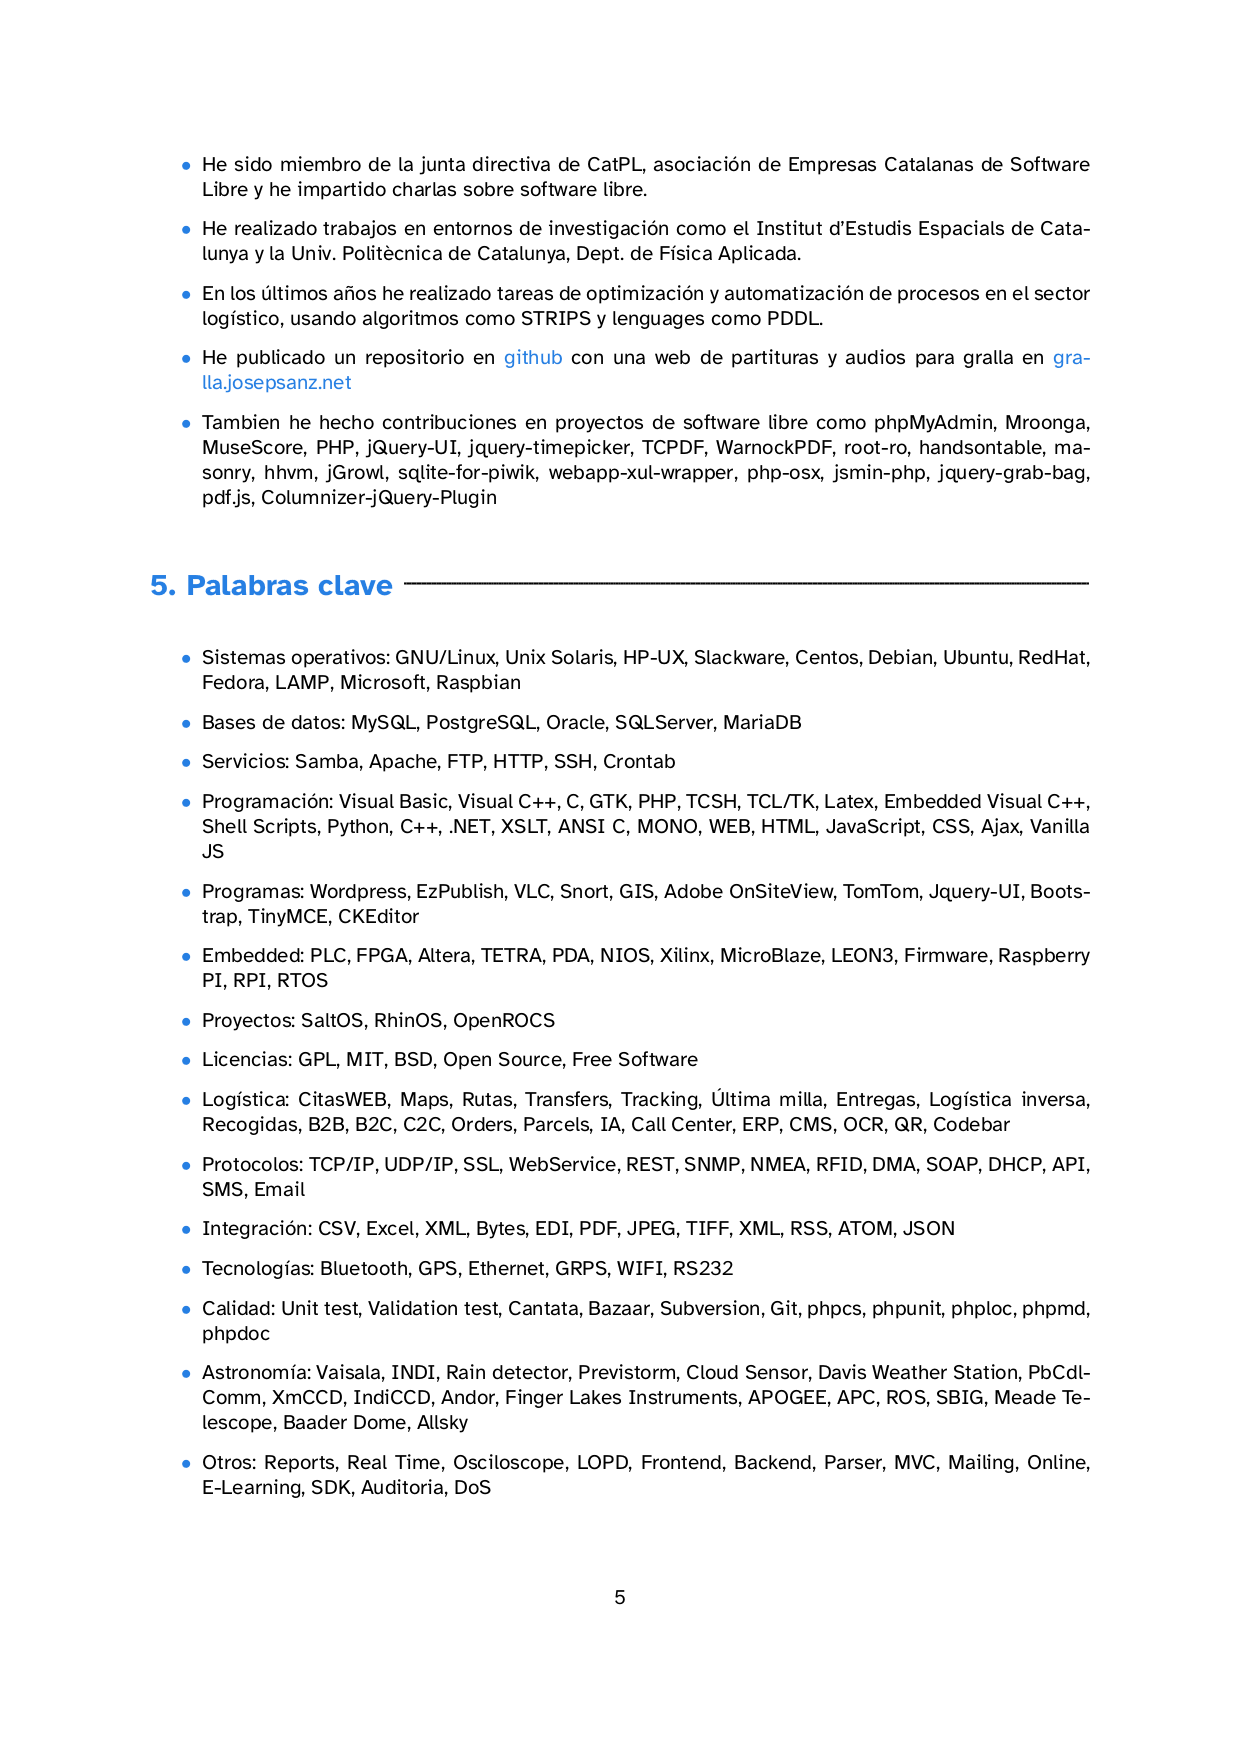 • He sido miembro de la junta directiva de CatPL, asociación de Empresas Catalanas de Software
Libre y he impartido charlas sobre software libre.
• He realizado trabajos en entornos de investigación como el Institut d’Estudis Espacials de Cata-
lunya y la Univ. Politècnica de Catalunya, Dept. de Física Aplicada.
• En los últimos años he realizado tareas de optimización y automatización de procesos en el sector
logístico, usando algoritmos como STRIPS y lenguages como PDDL.
• He publicado un repositorio en github con una web de partituras y audios para gralla en gra-
lla.josepsanz.net
• Tambien he hecho contribuciones en proyectos de software libre como phpMyAdmin, Mroonga,
MuseScore, PHP, jQuery-UI, jquery-timepicker, TCPDF, WarnockPDF, root-ro, handsontable, ma-
sonry, hhvm, jGrowl, sqlite-for-piwik, webapp-xul-wrapper, php-osx, jsmin-php, jquery-grab-bag,
pdf.js, Columnizer-jQuery-Plugin
5. Palabras clave
• Sistemas operativos: GNU/Linux, Unix Solaris, HP-UX, Slackware, Centos, Debian, Ubuntu, RedHat,
Fedora, LAMP, Microsoft, Raspbian
• Bases de datos: MySQL, PostgreSQL, Oracle, SQLServer, MariaDB
• Servicios: Samba, Apache, FTP, HTTP, SSH, Crontab
• Programación: Visual Basic, Visual C++, C, GTK, PHP, TCSH, TCL/TK, Latex, Embedded Visual C++,
Shell Scripts, Python, C++, .NET, XSLT, ANSI C, MONO, WEB, HTML, JavaScript, CSS, Ajax, Vanilla
JS
• Programas: Wordpress, EzPublish, VLC, Snort, GIS, Adobe OnSiteView, TomTom, Jquery-UI, Boots-
trap, TinyMCE, CKEditor
• Embedded: PLC, FPGA, Altera, TETRA, PDA, NIOS, Xilinx, MicroBlaze, LEON3, Firmware, Raspberry
PI, RPI, RTOS
• Proyectos: SaltOS, RhinOS, OpenROCS
• Licencias: GPL, MIT, BSD, Open Source, Free Software
• Logística: CitasWEB, Maps, Rutas, Transfers, Tracking, Última milla, Entregas, Logística inversa,
Recogidas, B2B, B2C, C2C, Orders, Parcels, IA, Call Center, ERP, CMS, OCR, QR, Codebar
• Protocolos: TCP/IP, UDP/IP, SSL, WebService, REST, SNMP, NMEA, RFID, DMA, SOAP, DHCP, API,
SMS, Email
• Integración: CSV, Excel, XML, Bytes, EDI, PDF, JPEG, TIFF, XML, RSS, ATOM, JSON
• Tecnologías: Bluetooth, GPS, Ethernet, GRPS, WIFI, RS232
• Calidad: Unit test, Validation test, Cantata, Bazaar, Subversion, Git, phpcs, phpunit, phploc, phpmd,
phpdoc
• Astronomía: Vaisala, INDI, Rain detector, Previstorm, Cloud Sensor, Davis Weather Station, PbCdl-
Comm, XmCCD, IndiCCD, Andor, Finger Lakes Instruments, APOGEE, APC, ROS, SBIG, Meade Te-
lescope, Baader Dome, Allsky
• Otros: Reports, Real Time, Osciloscope, LOPD, Frontend, Backend, Parser, MVC, Mailing, Online,
E-Learning, SDK, Auditoria, DoS
5